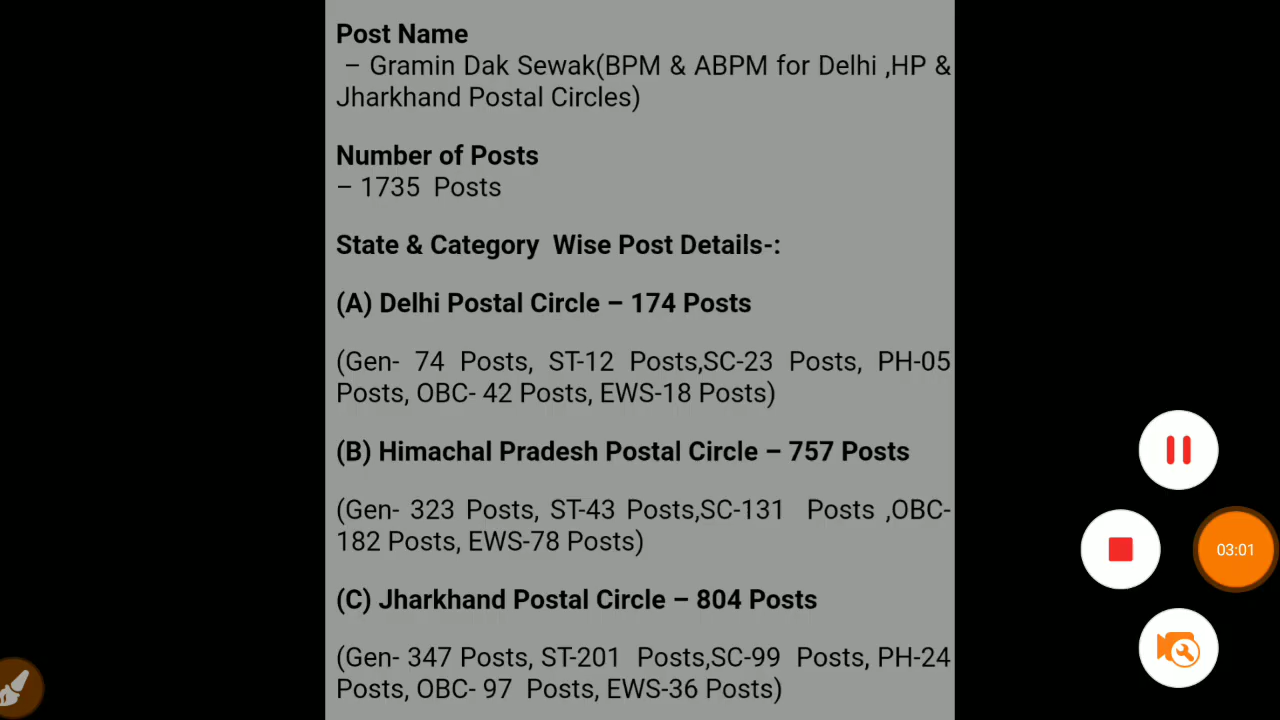 Post Name
– Gramin Dak Sewak(BPM & ABPM for Delhi ,HP &
Jharkhand Postal Circles)
Number of Posts
– 1735 Posts
State & Category Wise Post Details-:
(A) Delhi Postal Circle – 174 Posts
(Gen- 74 Posts, ST-12 Posts,SC-23 Posts, PH-05
Posts, OBC- 42 Posts, EWS-18 Posts)
(B) Himachal Pradesh Postal Circle – 757 Posts
(Gen- 323 Posts, ST-43 Posts,SC-131 Posts ,OBC-
182 Posts, EWS-78 Posts)
(C) Jharkhand Postal Circle – 804 Posts
(Gen- 347 Posts, ST-201 Posts,SC-99 Posts, PH-24
Posts, OBC- 97 Posts, EWS-36 Posts)
03:01